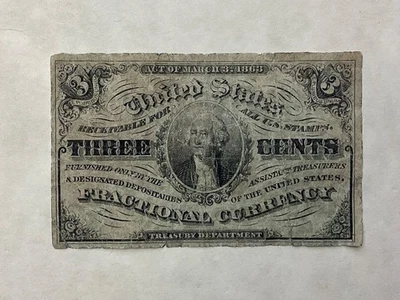 3 ACT OF MARCH 3, 1863 3
United States
RECEIVABLE FOR ALL U.S. STAMPS,
THREE CENTS
FURNISHED ONLY BY THE ASSISTANT TREASURERS
& DESIGNATED DEPOSITARIES OF THE UNITED STATES,
FRACTIONAL CURRENCY
TREASURY DEPARTMENT